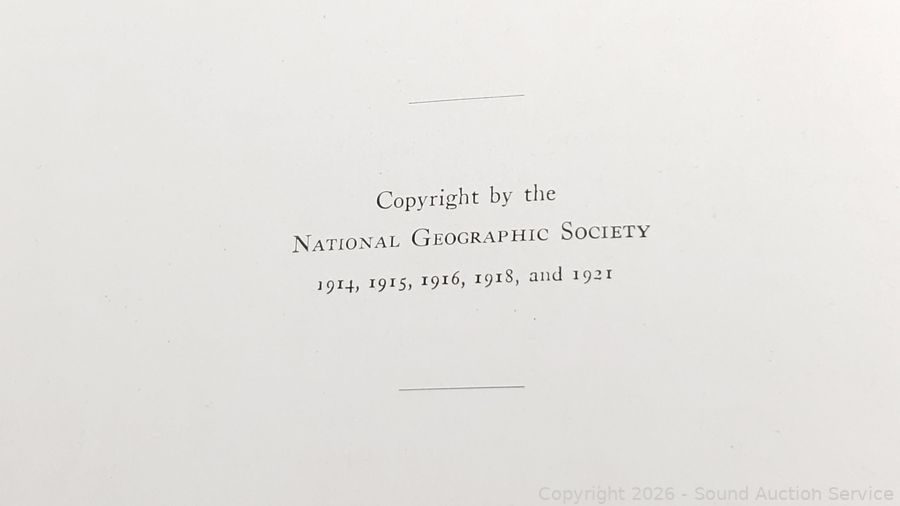 Copyright by the
National Geographic Society
1914, 1915, 1916, 1918, and 1921
Copyright 2026 - Sound Auction Service